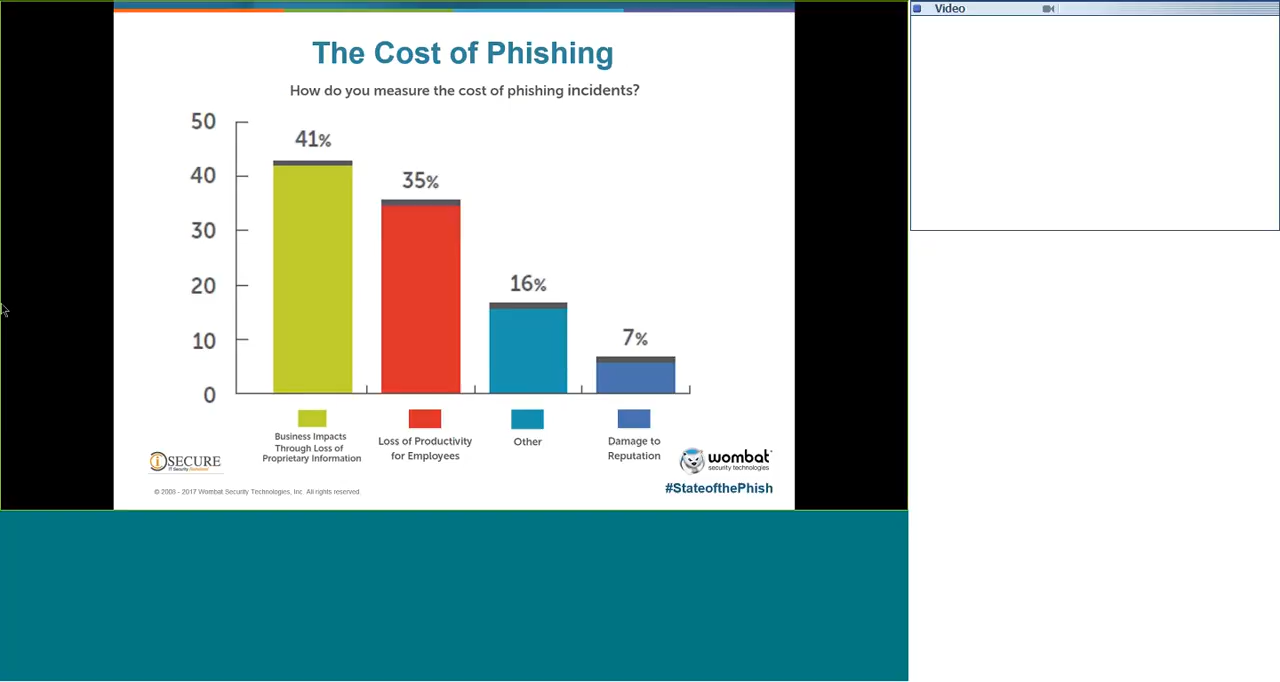 Video
The Cost of Phishing
How do you measure the cost of phishing incidents?
50
40
30
20
10
0
41%
35%
16%
7%
Business Impacts
Through Loss of
Proprietary Information
Loss of Productivity
for Employees
Other
Damage to
Reputation
iSECURE
IT Security
wombat
security technologies
#StateofthePhish
© 2008 - 2017 Wombat Security Technologies, Inc. All rights reserved